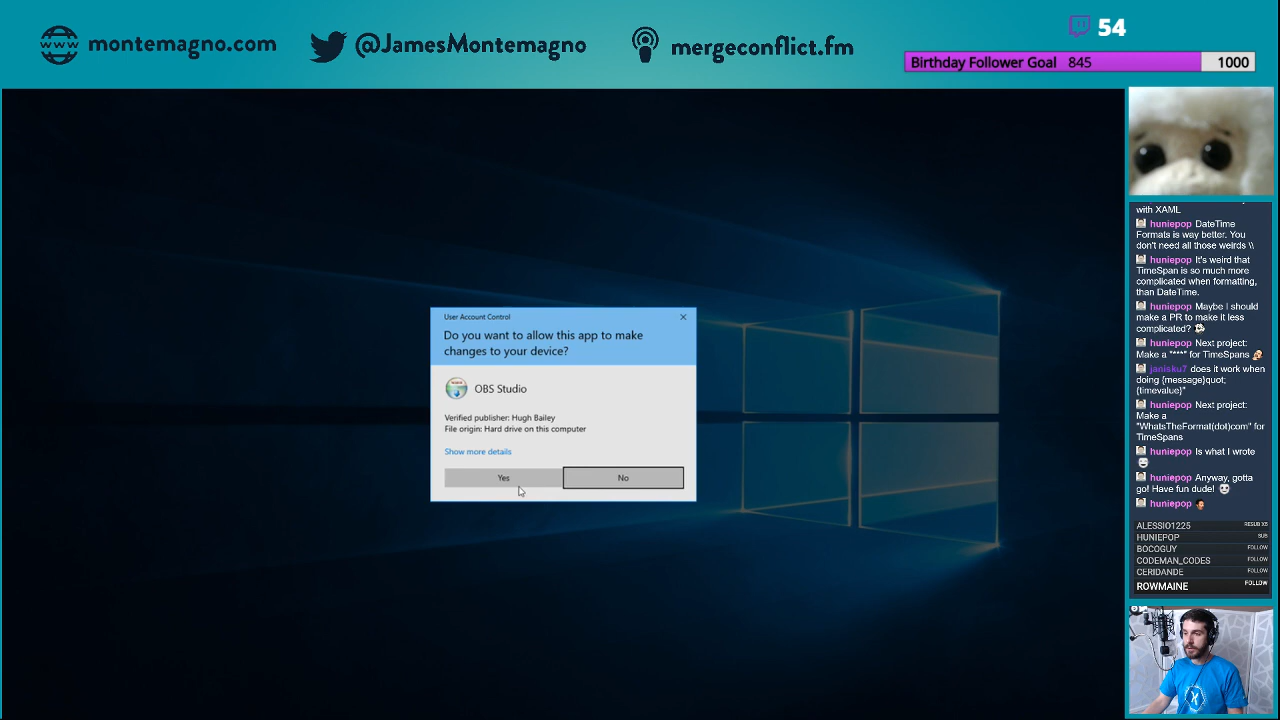 montemagno.com
@JamesMontemagno
mergeconflict.fm
54
Birthday Follower Goal 845 1000
User Account Control
Do you want to allow this app to make
changes to your device?
OBS Studio
Verified publisher: Hugh Bailey
File origin: Hard drive on this computer
Show more details
Yes
No
with XAML
huniepop DateTime
Formats is way better. You
don't need all those weirds \\
huniepop It's weird that
TimeSpan is so much more
complicated when formatting,
than DateTime.
huniepop Maybe I should
make a PR to make it less
complicated?
huniepop Next project:
Make a "****" for TimeSpans
janisku7 does it work when
doing {message}quot;
{timevalue}"
huniepop Next project:
Make a
"WhatsTheFormat(dot)com" for
TimeSpans
huniepop Is what I wrote
huniepop Anyway, gotta
go! Have fun dude!
huniepop
ALESSIO1225 RESUB X5
HUNIEPOP SUB
BOCOGUY FOLLOW
CODEMAN_CODES FOLLOW
CERIDANDE FOLLOW
ROWMAINE FOLLOW